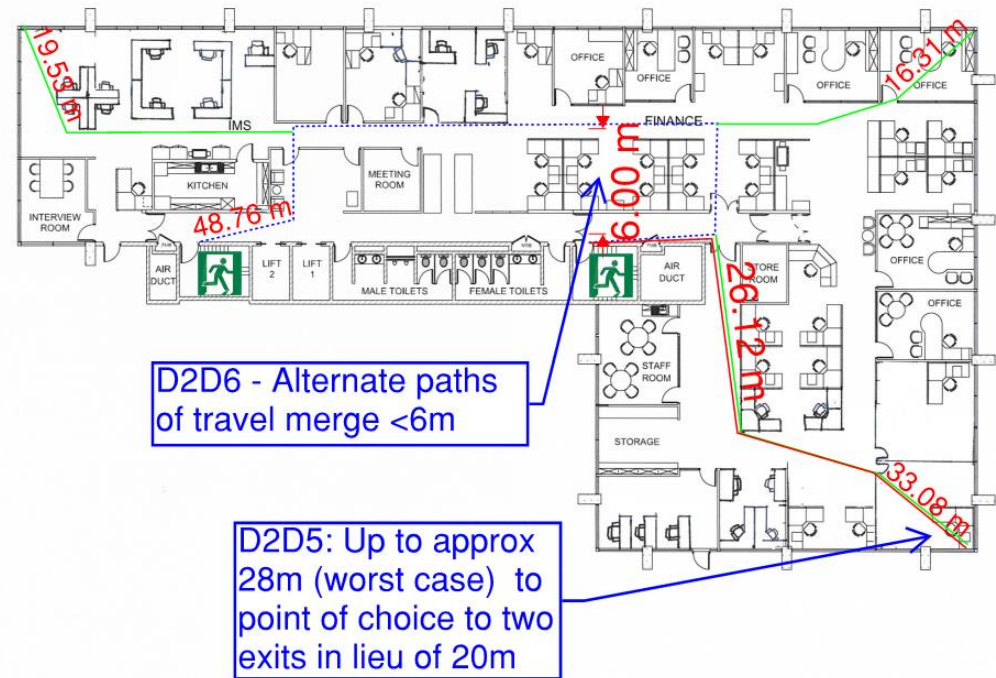 19.53 m
IMS
OFFICE
OFFICE
OFFICE
OFFICE
16.31 m
FINANCE
6.00 m
KITCHEN
MEETING
ROOM
INTERVIEW
ROOM
48.76 m
FHR
AIR
DUCT
LIFT
2
LIFT
1
MALE TOILETS
FEMALE TOILETS
FHR
AIR
DUCT
STORE
ROOM
OFFICE
26.12 m
OFFICE
STAFF
ROOM
STORAGE
33.08 m
D2D6 - Alternate paths
of travel merge <6m
D2D5: Up to approx
28m (worst case) to
point of choice to two
exits in lieu of 20m